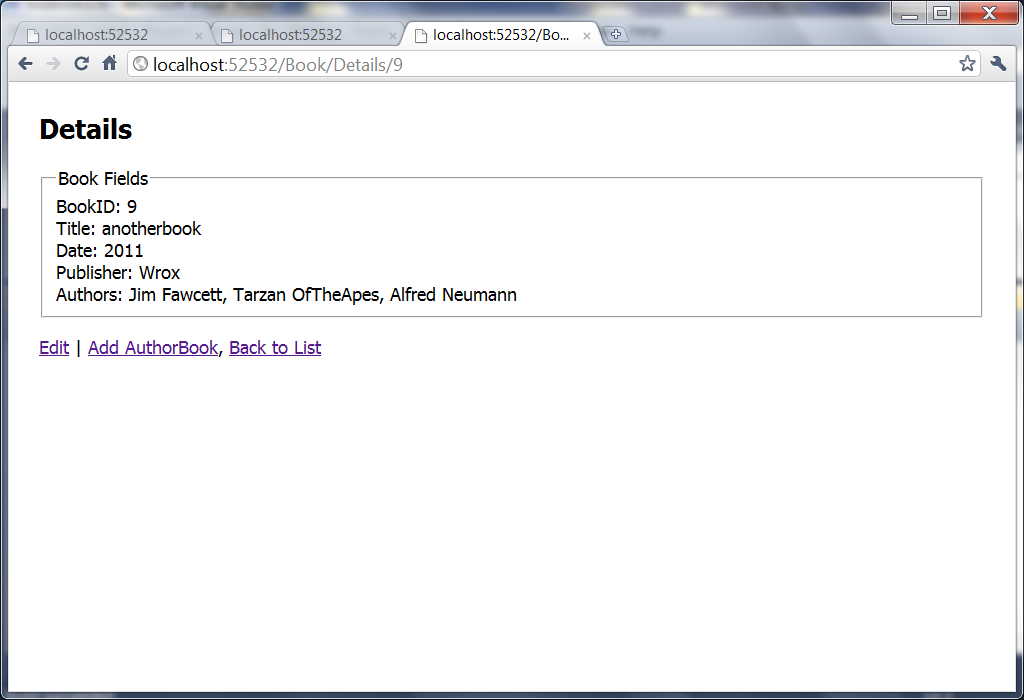 localhost:52532
localhost:52532
localhost:52532/Bo...
localhost:52532/Book/Details/9
Details
Book Fields
BookID: 9
Title: anotherbook
Date: 2011
Publisher: Wrox
Authors: Jim Fawcett, Tarzan OfTheApes, Alfred Neumann
Edit | Add AuthorBook, Back to List